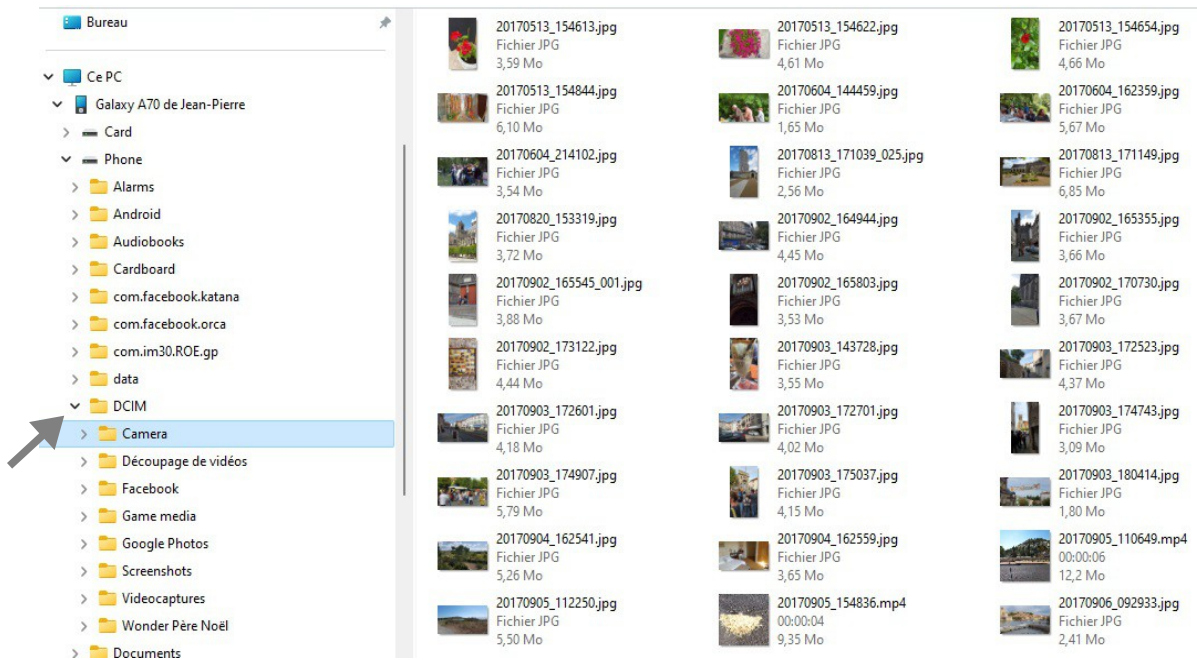 Bureau
Ce PC
Galaxy A70 de Jean-Pierre
Card
Phone
Alarms
Android
Audiobooks
Cardboard
com.facebook.katana
com.facebook.orca
com.im30.ROE.gp
data
DCIM
Camera
Découpage de vidéos
Facebook
Game media
Google Photos
Screenshots
Videocaptures
Wonder Père Noël
Documents
20170513_154613.jpg
Fichier JPG
3,59 Mo
20170513_154622.jpg
Fichier JPG
4,61 Mo
20170513_154654.jpg
Fichier JPG
4,66 Mo
20170513_154844.jpg
Fichier JPG
6,10 Mo
20170604_144459.jpg
Fichier JPG
1,65 Mo
20170604_162359.jpg
Fichier JPG
5,67 Mo
20170604_214102.jpg
Fichier JPG
3,54 Mo
20170813_171039_025.jpg
Fichier JPG
2,56 Mo
20170813_171149.jpg
Fichier JPG
6,85 Mo
20170820_153319.jpg
Fichier JPG
3,72 Mo
20170902_164944.jpg
Fichier JPG
4,45 Mo
20170902_165355.jpg
Fichier JPG
3,66 Mo
20170902_165545_001.jpg
Fichier JPG
3,88 Mo
20170902_165803.jpg
Fichier JPG
3,53 Mo
20170902_170730.jpg
Fichier JPG
3,67 Mo
20170902_173122.jpg
Fichier JPG
4,44 Mo
20170903_143728.jpg
Fichier JPG
3,55 Mo
20170903_172523.jpg
Fichier JPG
4,37 Mo
20170903_172601.jpg
Fichier JPG
4,18 Mo
20170903_172701.jpg
Fichier JPG
4,02 Mo
20170903_174743.jpg
Fichier JPG
3,09 Mo
20170903_174907.jpg
Fichier JPG
5,79 Mo
20170903_175037.jpg
Fichier JPG
4,15 Mo
20170903_180414.jpg
Fichier JPG
1,80 Mo
20170904_162541.jpg
Fichier JPG
5,26 Mo
20170904_162559.jpg
Fichier JPG
3,65 Mo
20170905_110649.mp4
00:00:06
12,2 Mo
20170905_112250.jpg
Fichier JPG
5,50 Mo
20170905_154836.mp4
00:00:04
9,35 Mo
20170906_092933.jpg
Fichier JPG
2,41 Mo